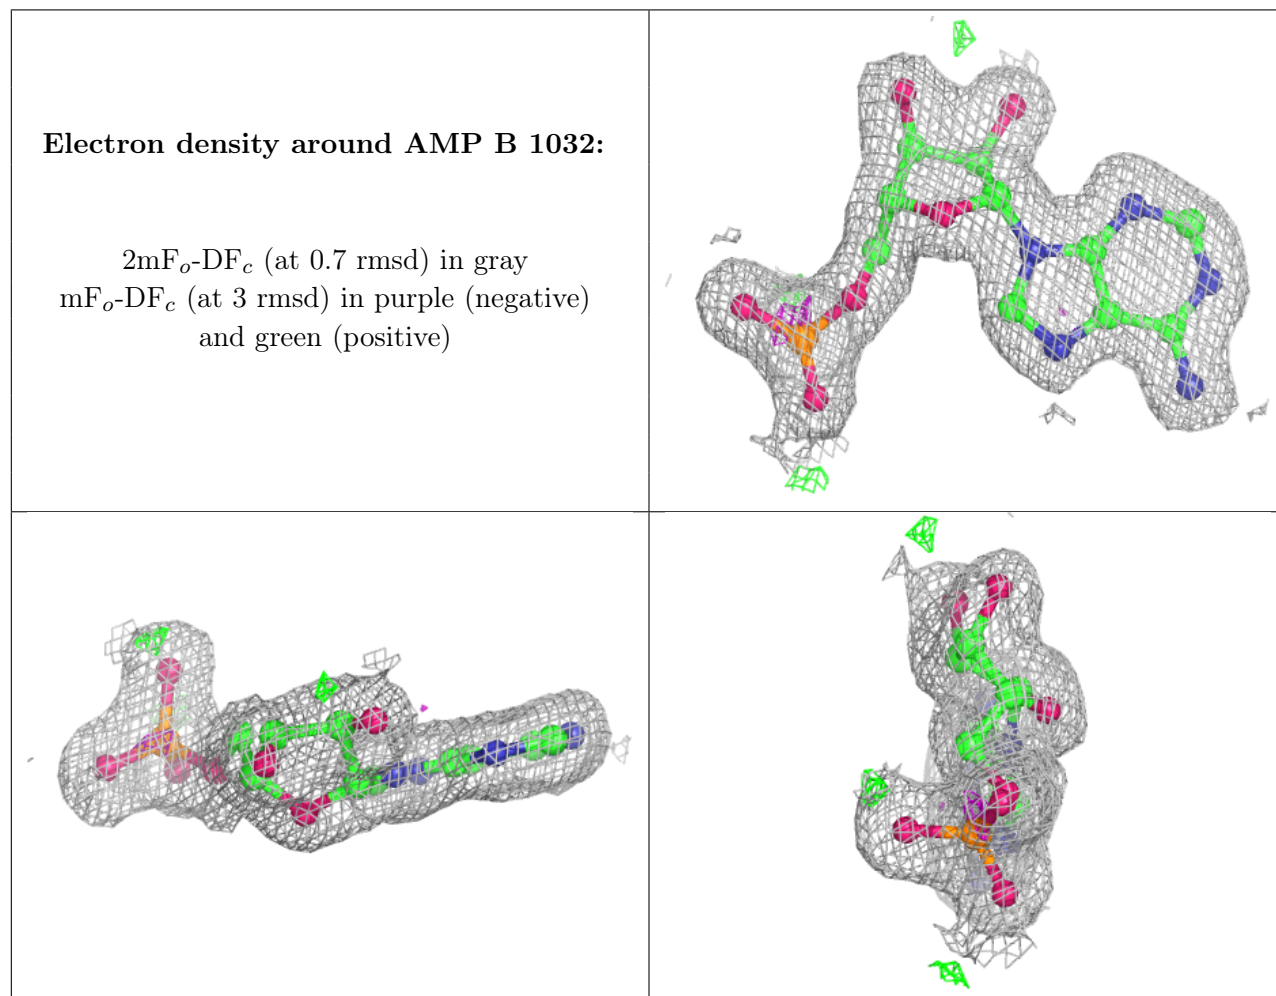 Electron density around AMP B 1032:
2mFo-DFc (at 0.7 rmsd) in gray
mFo-DFc (at 3 rmsd) in purple (negative)
and green (positive)